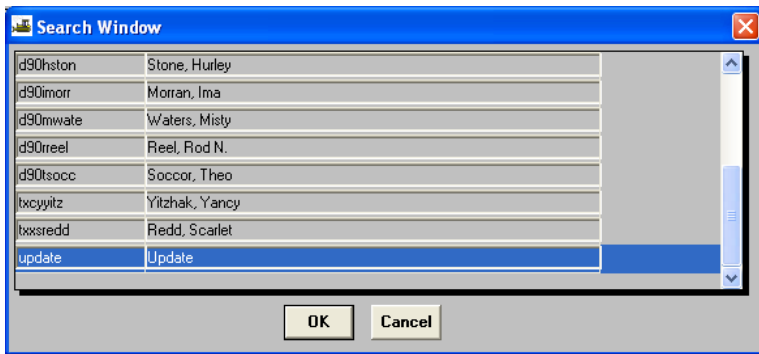 Search Window
d90hston Stone, Hurley
d90imorr Morran, Ima
d90mwate Waters, Misty
d90rreel Reel, Rod N.
d90tsocc Soccor, Theo
txcyyitz Yitzhak, Yancy
txxsredd Redd, Scarlet
update Update
OK Cancel